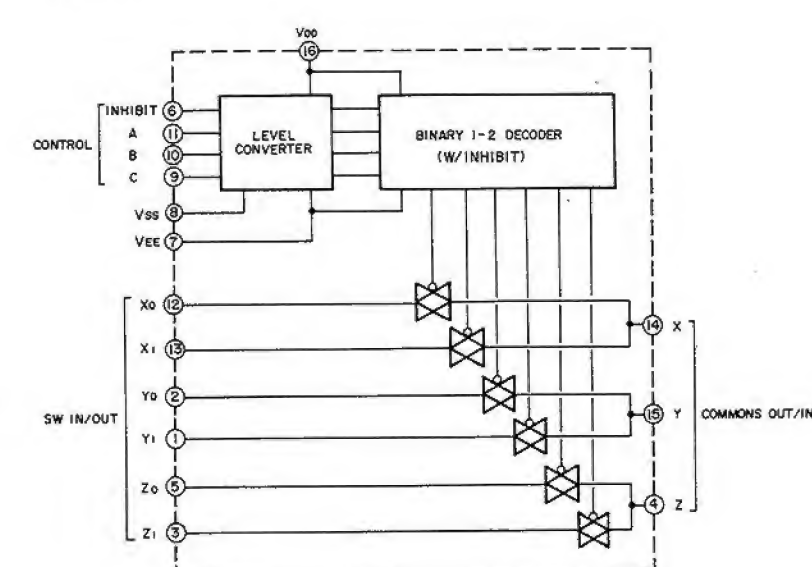 VDD
16
INHIBIT 6
A 11
CONTROL
B 10
C 9
LEVEL
CONVERTER
BINARY 1-2 DECODER
(W/INHIBIT)
VSS 8
VEE 7
X0 12
X1 13
Y0 2
SW IN/OUT
Y1 1
Z0 5
Z1 3
14 X
15 Y
COMMONS OUT/IN
4 Z